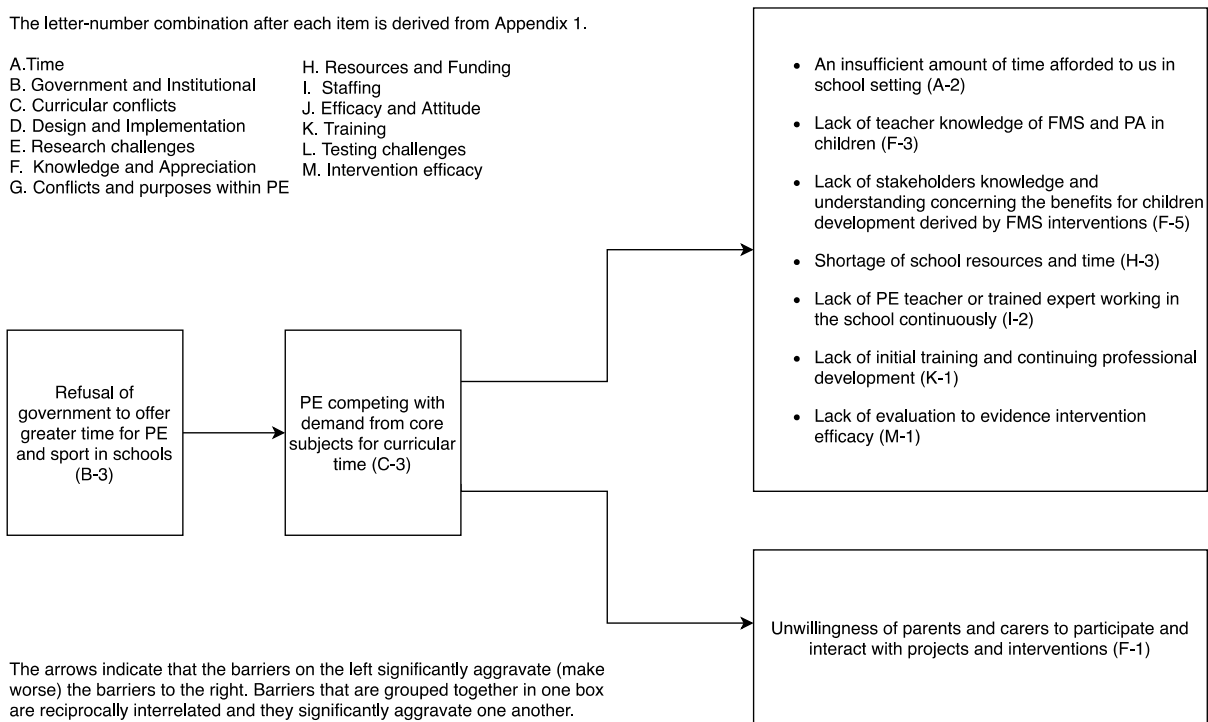 The letter-number combination after each item is derived from Appendix 1.
A.Time
B. Government and Institutional
C. Curricular conflicts
D. Design and Implementation
E. Research challenges
F. Knowledge and Appreciation
G. Conflicts and purposes within PE
H. Resources and Funding
I. Staffing
J. Efficacy and Attitude
K. Training
L. Testing challenges
M. Intervention efficacy
Refusal of
government to offer
greater time for PE
and sport in schools
(B-3)
PE competing with
demand from core
subjects for curricular
time (C-3)
• An insufficient amount of time afforded to us in
school setting (A-2)
• Lack of teacher knowledge of FMS and PA in
children (F-3)
• Lack of stakeholders knowledge and
understanding concerning the benefits for children
development derived by FMS interventions (F-5)
• Shortage of school resources and time (H-3)
• Lack of PE teacher or trained expert working in
the school continuously (I-2)
• Lack of initial training and continuing professional
development (K-1)
• Lack of evaluation to evidence intervention
efficacy (M-1)
Unwillingness of parents and carers to participate and
interact with projects and interventions (F-1)
The arrows indicate that the barriers on the left significantly aggravate (make
worse) the barriers to the right. Barriers that are grouped together in one box
are reciprocally interrelated and they significantly aggravate one another.